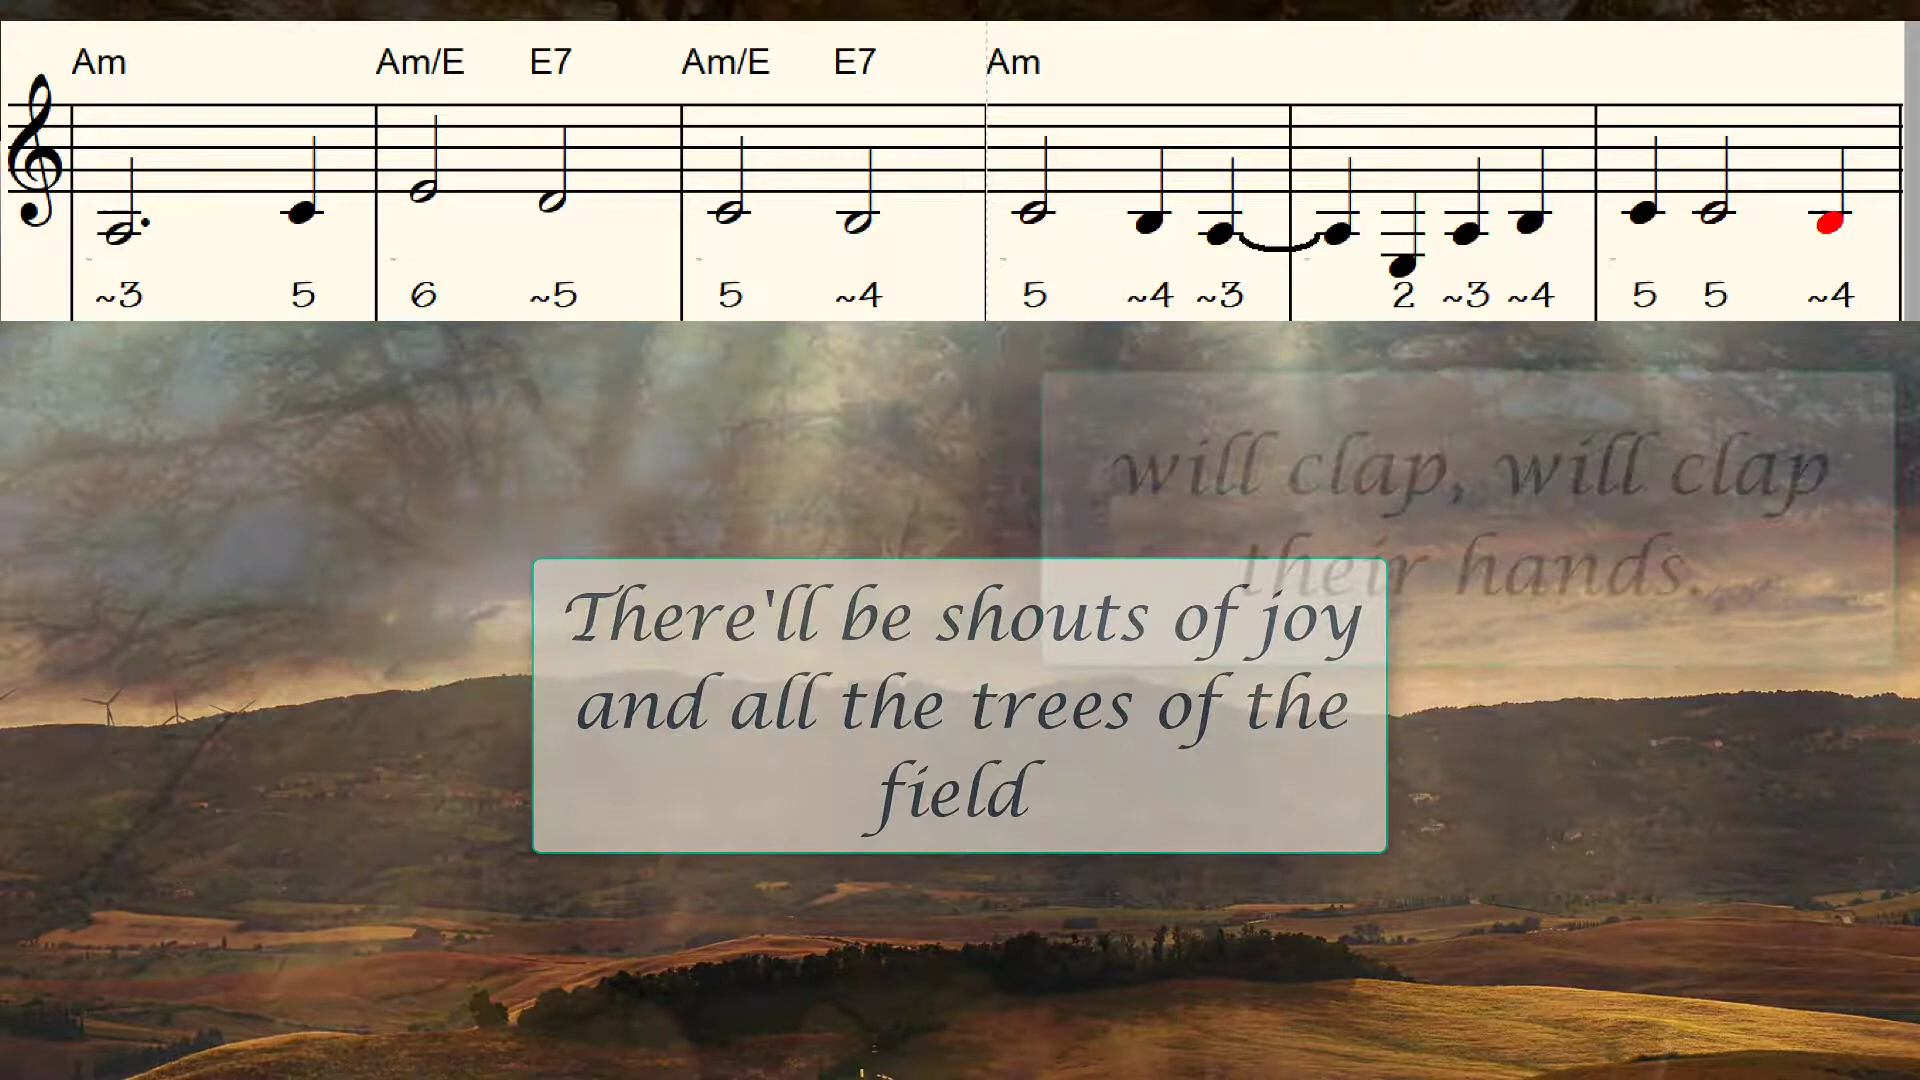 Am Am/E E7 Am/E E7 Am
~3 5 6 ~5 5 ~4 5 ~4 ~3 2 ~3 ~4 5 5 ~4
will clap, will clap
their hands.
There'll be shouts of joy
and all the trees of the
field